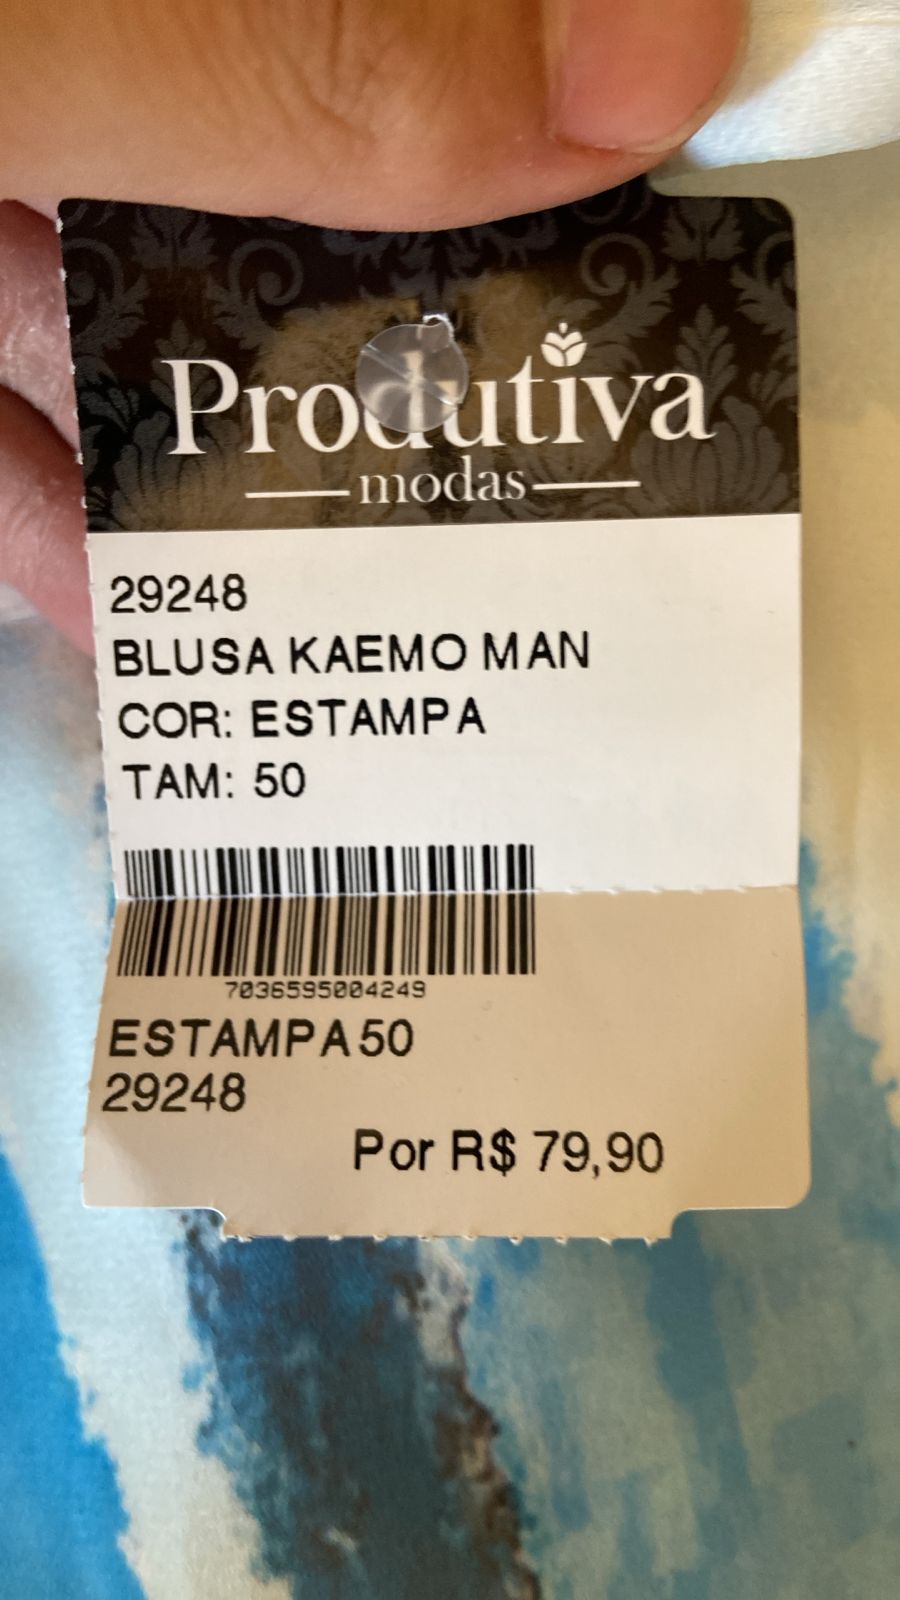 Produtiva
modas
29248
BLUSA KAEMO MAN
COR: ESTAMPA
TAM: 50
7036595004249
ESTAMPA50
29248
Por R$ 79,90